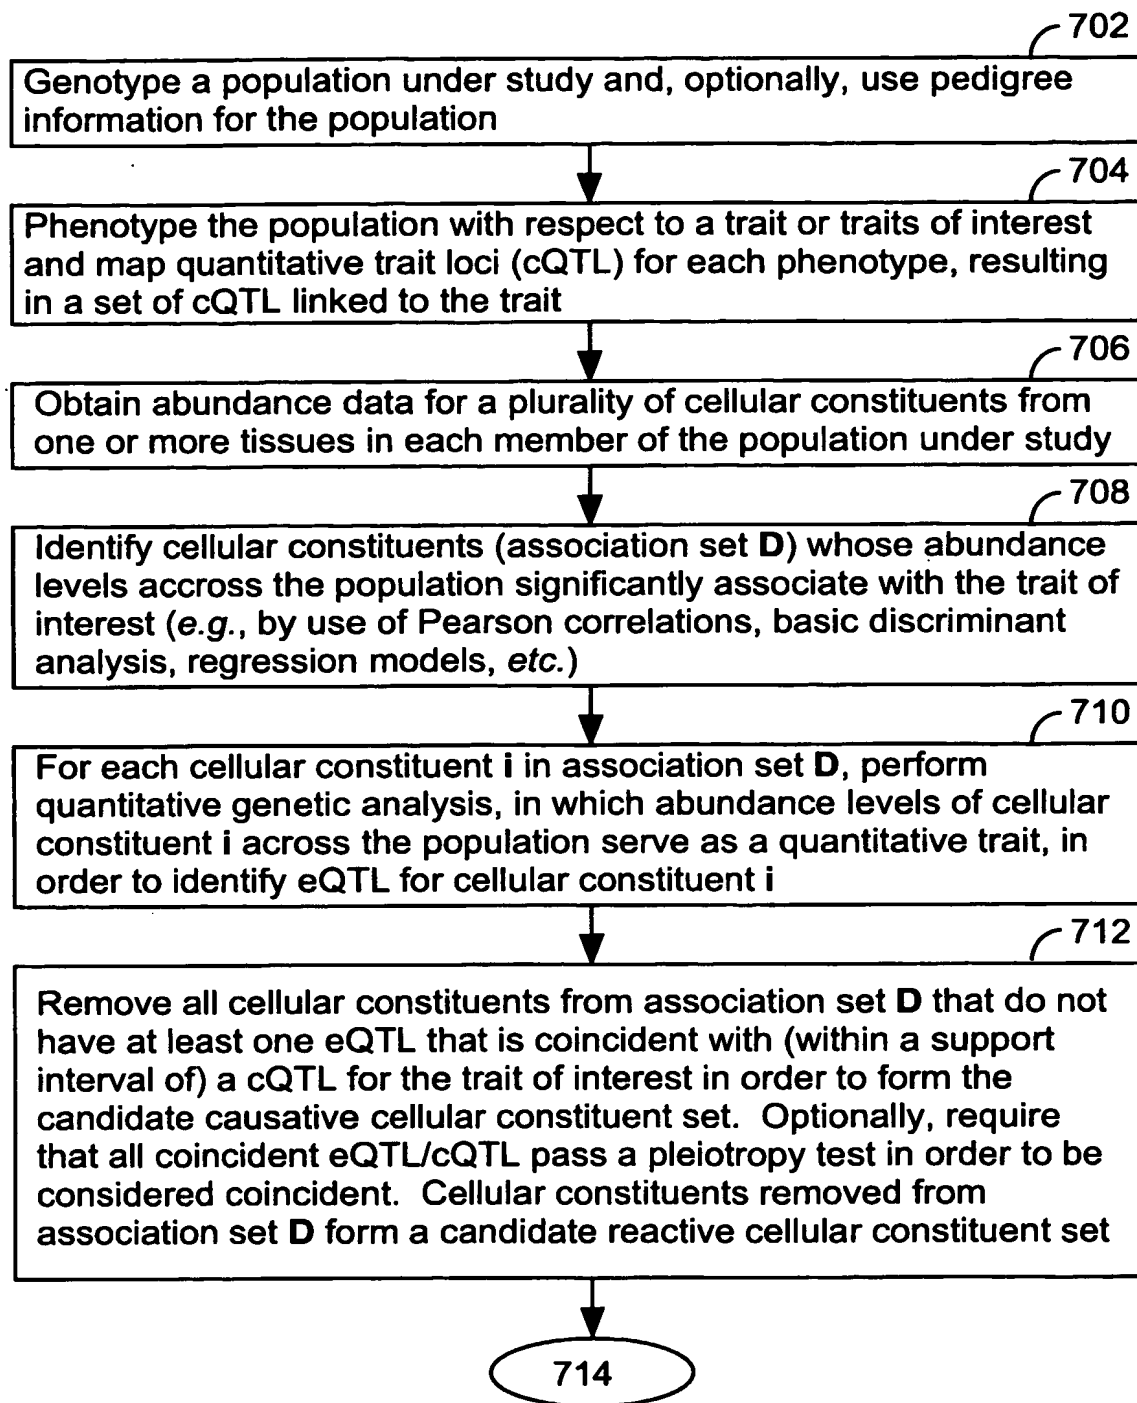 702
Genotype a population under study and, optionally, use pedigree
information for the population
704
Phenotype the population with respect to a trait or traits of interest
and map quantitative trait loci (cQTL) for each phenotype, resulting
in a set of cQTL linked to the trait
706
Obtain abundance data for a plurality of cellular constituents from
one or more tissues in each member of the population under study
708
Identify cellular constituents (association set D) whose abundance
levels accross the population significantly associate with the trait of
interest (e.g., by use of Pearson correlations, basic discriminant
analysis, regression models, etc.)
710
For each cellular constituent i in association set D, perform
quantitative genetic analysis, in which abundance levels of cellular
constituent i across the population serve as a quantitative trait, in
order to identify eQTL for cellular constituent i
712
Remove all cellular constituents from association set D that do not
have at least one eQTL that is coincident with (within a support
interval of) a cQTL for the trait of interest in order to form the
candidate causative cellular constituent set. Optionally, require
that all coincident eQTL/cQTL pass a pleiotropy test in order to be
considered coincident. Cellular constituents removed from
association set D form a candidate reactive cellular constituent set
714